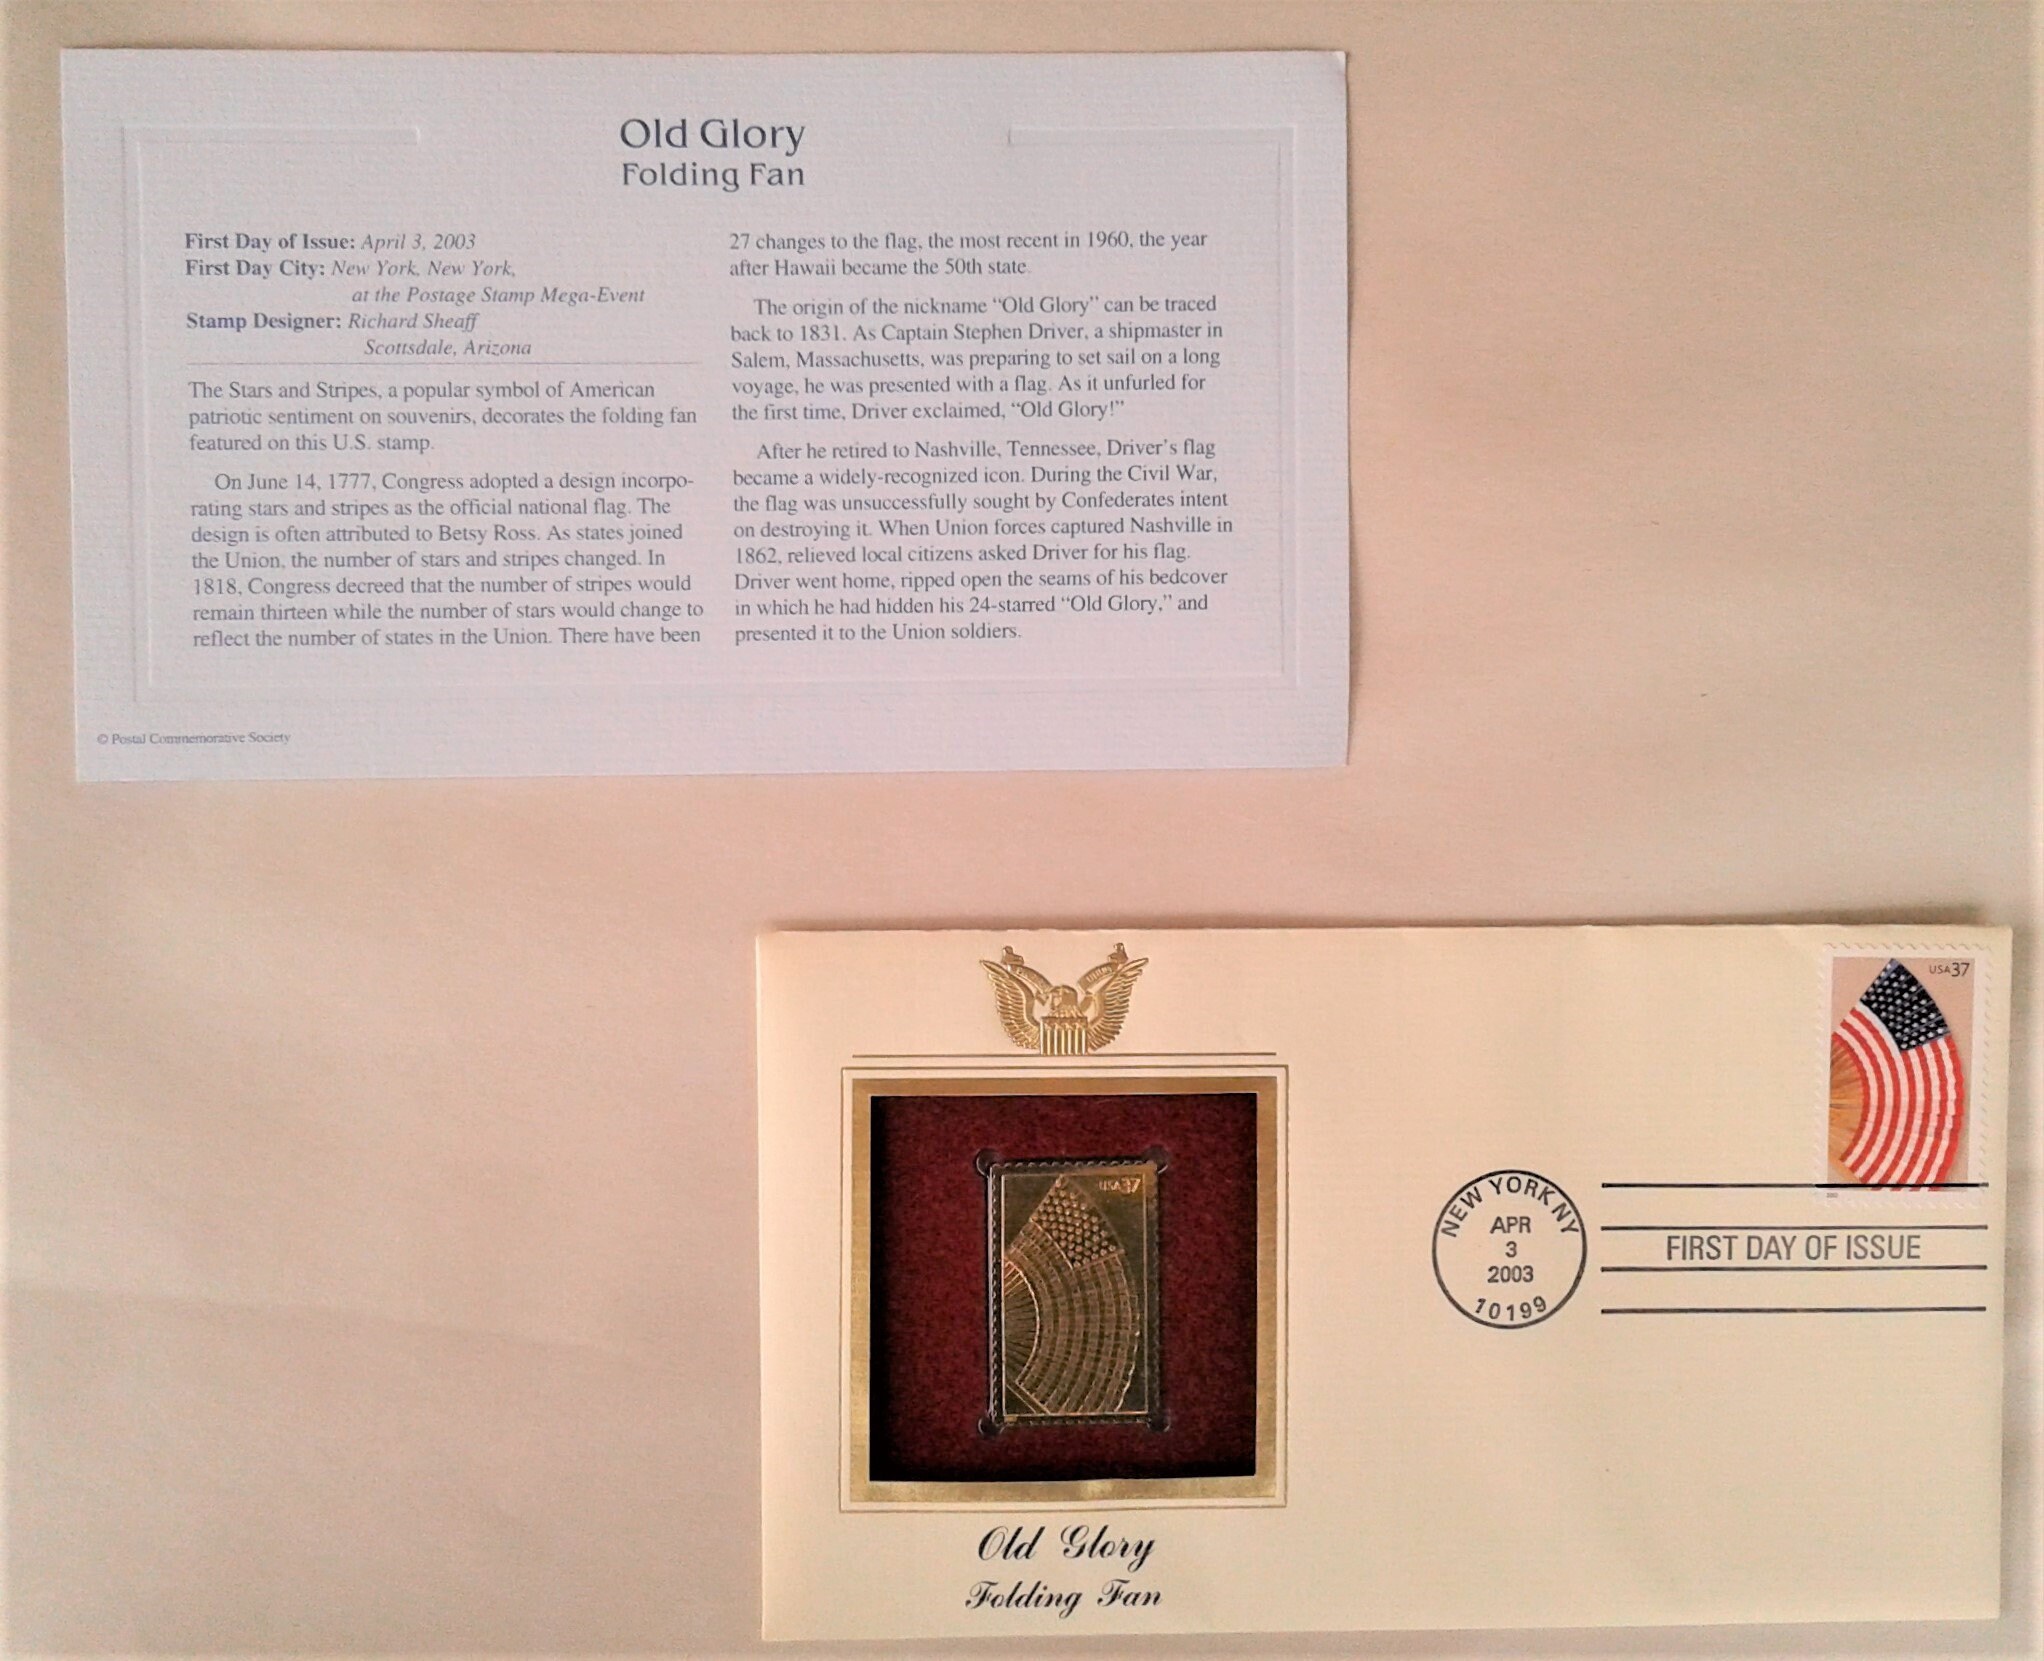 Old Glory
Folding Fan
First Day of Issue: April 3, 2003
First Day City: New York, New York,
at the Postage Stamp Mega-Event
Stamp Designer: Richard Sheaff
Scottsdale, Arizona
The Stars and Stripes, a popular symbol of American
patriotic sentiment on souvenirs, decorates the folding fan
featured on this U.S. stamp.
On June 14, 1777, Congress adopted a design incorpo-
rating stars and stripes as the official national flag. The
design is often attributed to Betsy Ross. As states joined
the Union, the number of stars and stripes changed. In
1818, Congress decreed that the number of stripes would
remain thirteen while the number of stars would change to
reflect the number of states in the Union. There have been
27 changes to the flag, the most recent in 1960, the year
after Hawaii became the 50th state.
The origin of the nickname “Old Glory” can be traced
back to 1831. As Captain Stephen Driver, a shipmaster in
Salem, Massachusetts, was preparing to set sail on a long
voyage, he was presented with a flag. As it unfurled for
the first time, Driver exclaimed, “Old Glory!”
After he retired to Nashville, Tennessee, Driver’s flag
became a widely-recognized icon. During the Civil War,
the flag was unsuccessfully sought by Confederates intent
on destroying it. When Union forces captured Nashville in
1862, relieved local citizens asked Driver for his flag.
Driver went home, ripped open the seams of his bedcover
in which he had hidden his 24-starred “Old Glory,” and
presented it to the Union soldiers.
© Postal Commemorative Society
USA 37
USA 37
NEW YORK NY
APR
3
2003
10199
FIRST DAY OF ISSUE
Old Glory
Folding Fan